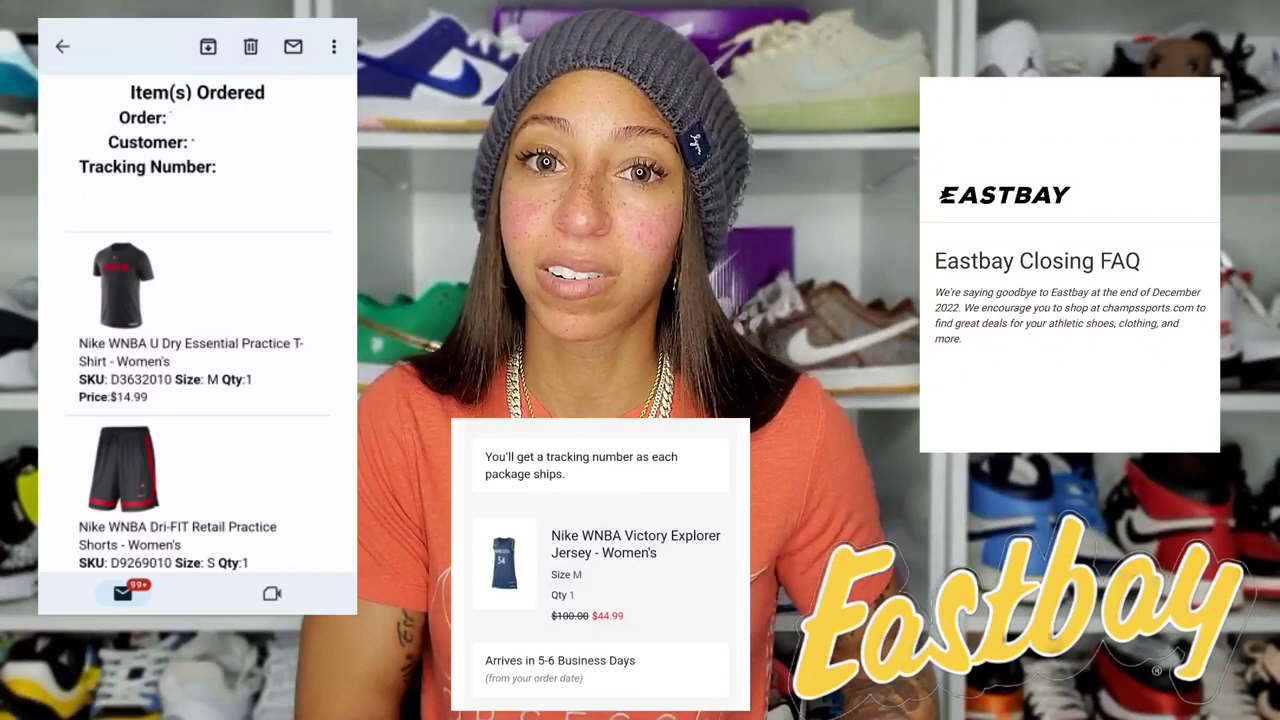 Item(s) Ordered
Order:
Customer:
Tracking Number:
Nike WNBA U Dry Essential Practice T-
Shirt - Women's
SKU: D3632010 Size: M Qty:1
Price:$14.99
Nike WNBA Dri-FIT Retail Practice
Shorts - Women's
SKU: D9269010 Size: S Qty:1
99+
You'll get a tracking number as each
package ships.
34
Nike WNBA Victory Explorer
Jersey - Women's
Size M
Qty 1
$100.00 $44.99
Arrives in 5-6 Business Days
(from your order date)
EASTBAY
Eastbay Closing FAQ
We're saying goodbye to Eastbay at the end of December
2022. We encourage you to shop at champssports.com to
find great deals for your athletic shoes, clothing, and
more.
Eastbay
®